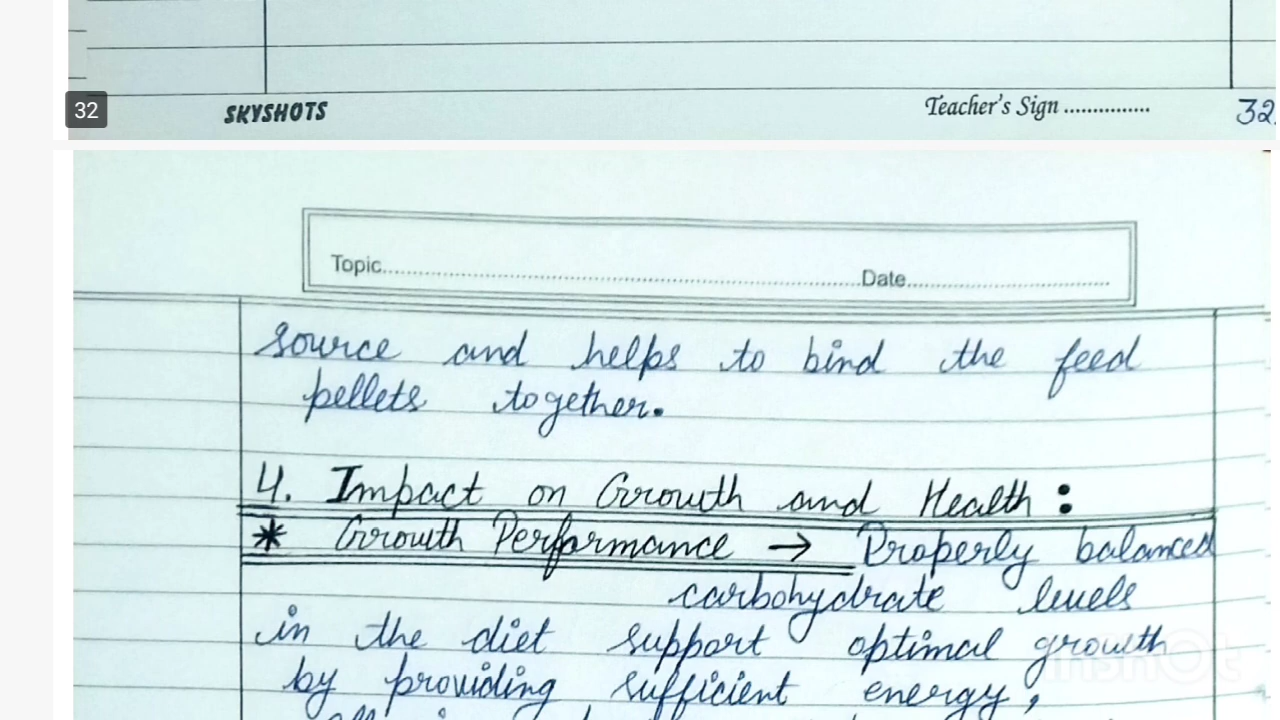 32
SKYSHOTS
Teacher's Sign ...............
32.
Topic..........................................................................................Date.......................................
source and helps to bind the feed
pellets together.
4. Impact on Growth and Health :
* Growth Performance → Properly balanced
carbohydrate levels
in the diet support optimal growth
by providing sufficient energy,
InShOt